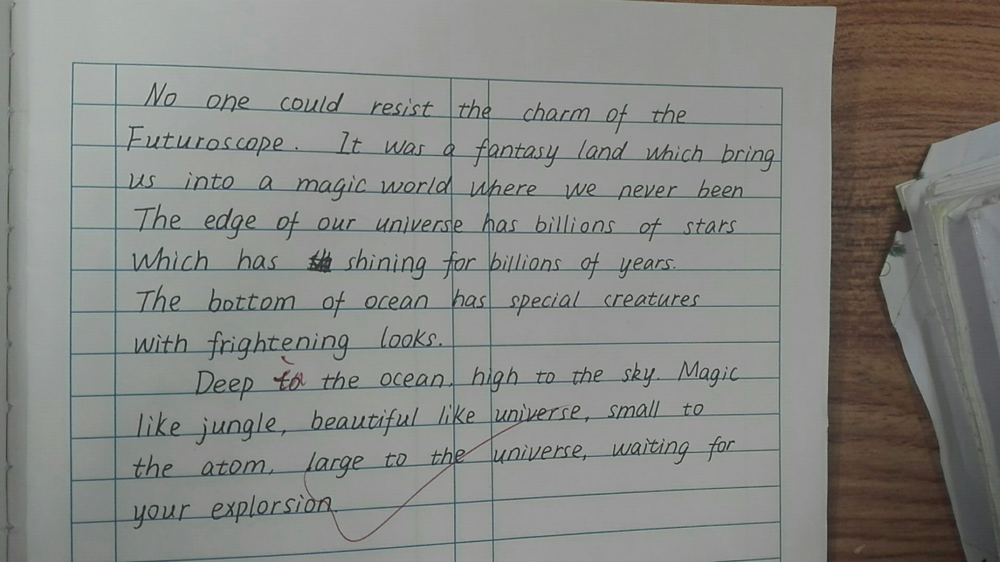 No one could resist the charm of the
Futuroscope. It was a fantasy land which bring
us into a magic world where we never been
The edge of our universe has billions of stars
which has shining for billions of years.
The bottom of ocean has special creatures
with frightening looks.
Deep to the ocean, high to the sky. Magic
like jungle, beautiful like universe, small to
the atom, large to the universe, waiting for
your explorsion.